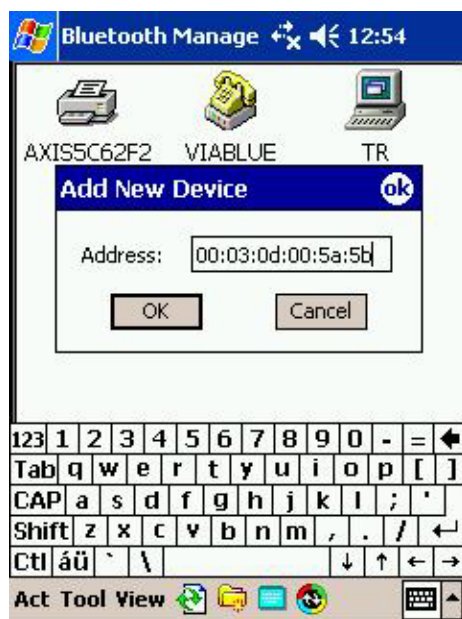 Bluetooth Manage 12:54
AXIS5C62F2 VIABLUE TR
Add New Device ok
Address: 00:03:0d:00:5a:5b
OK Cancel
123 1 2 3 4 5 6 7 8 9 0 - =
Tab q w e r t y u i o p [ ]
CAP a s d f g h j k l ; '
Shift z x c v b n m , . /
Ctl áü ` \ ↓ ↑ ← →
Act Tool View